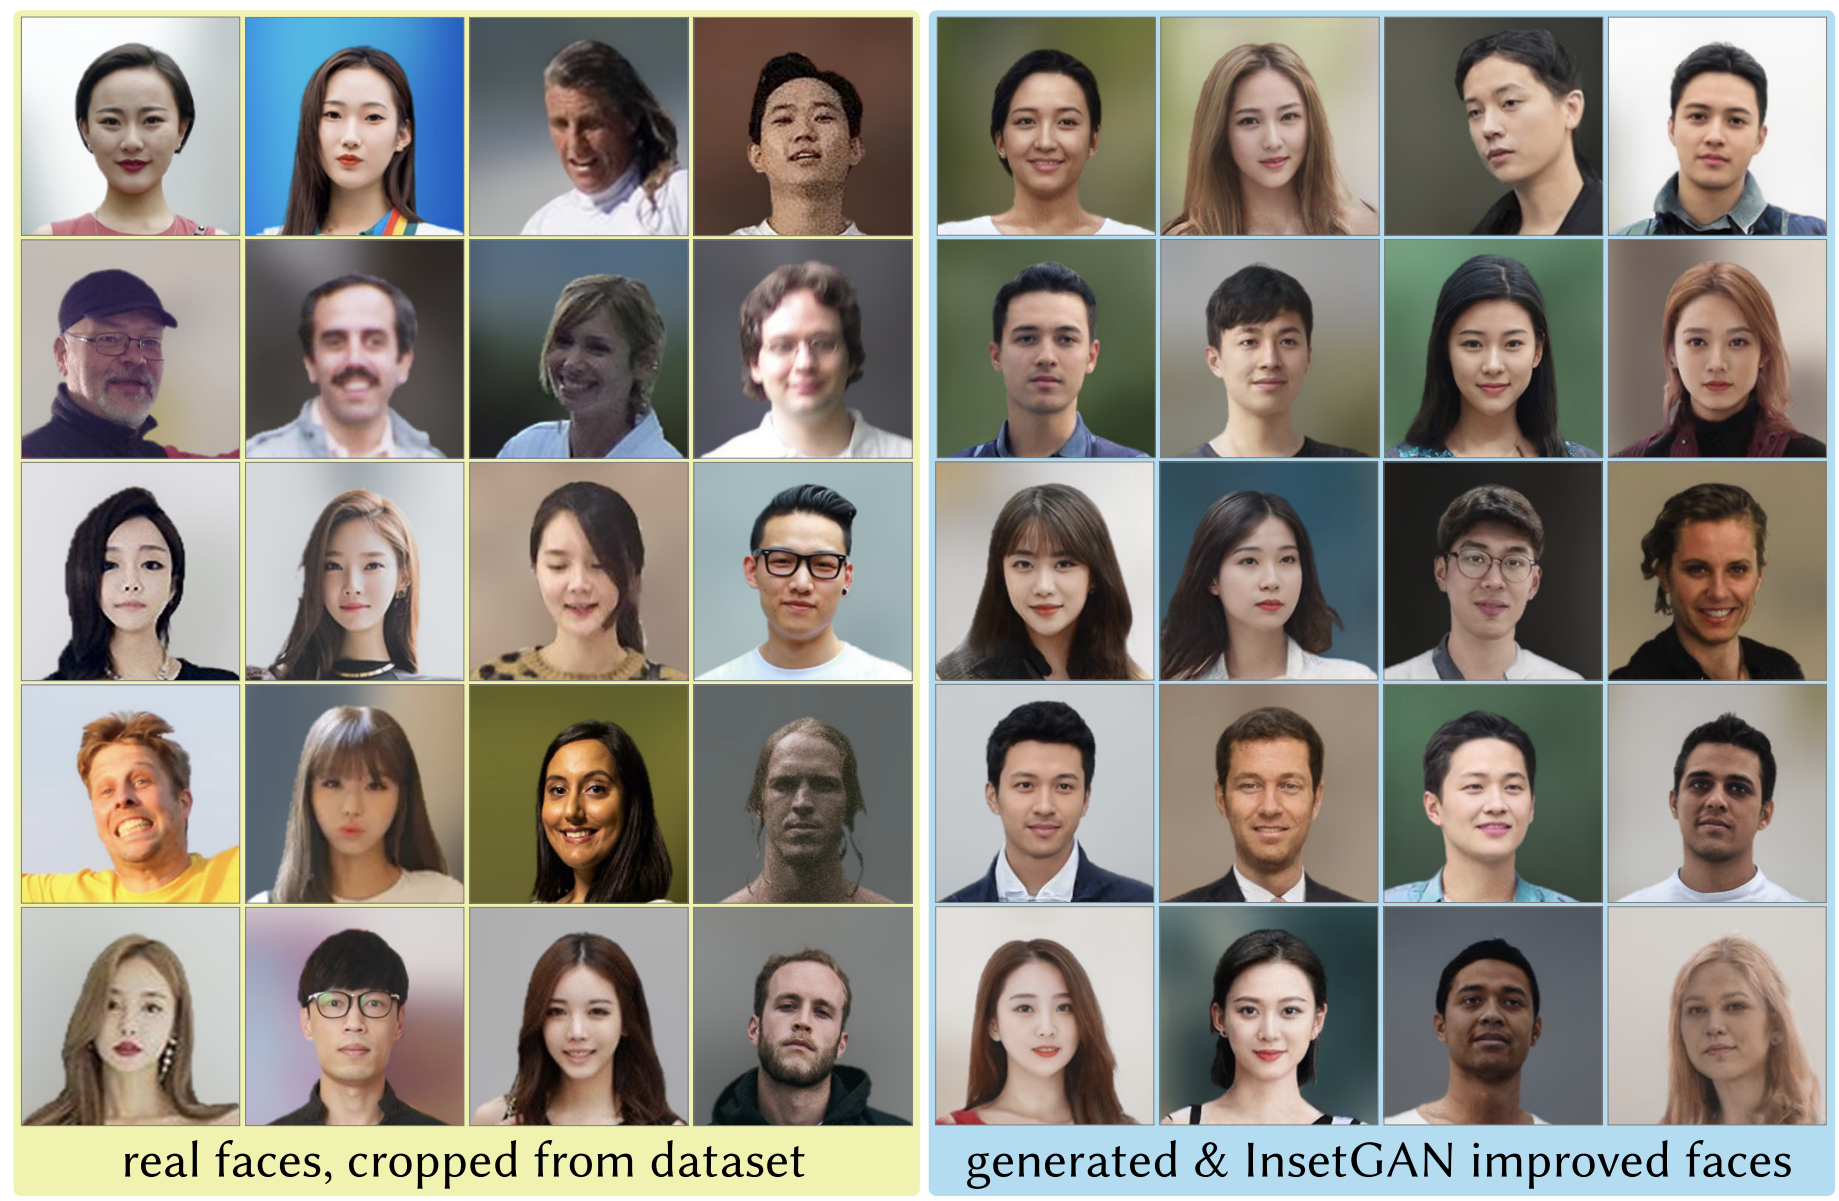 real faces, cropped from dataset
generated & InsetGAN improved faces